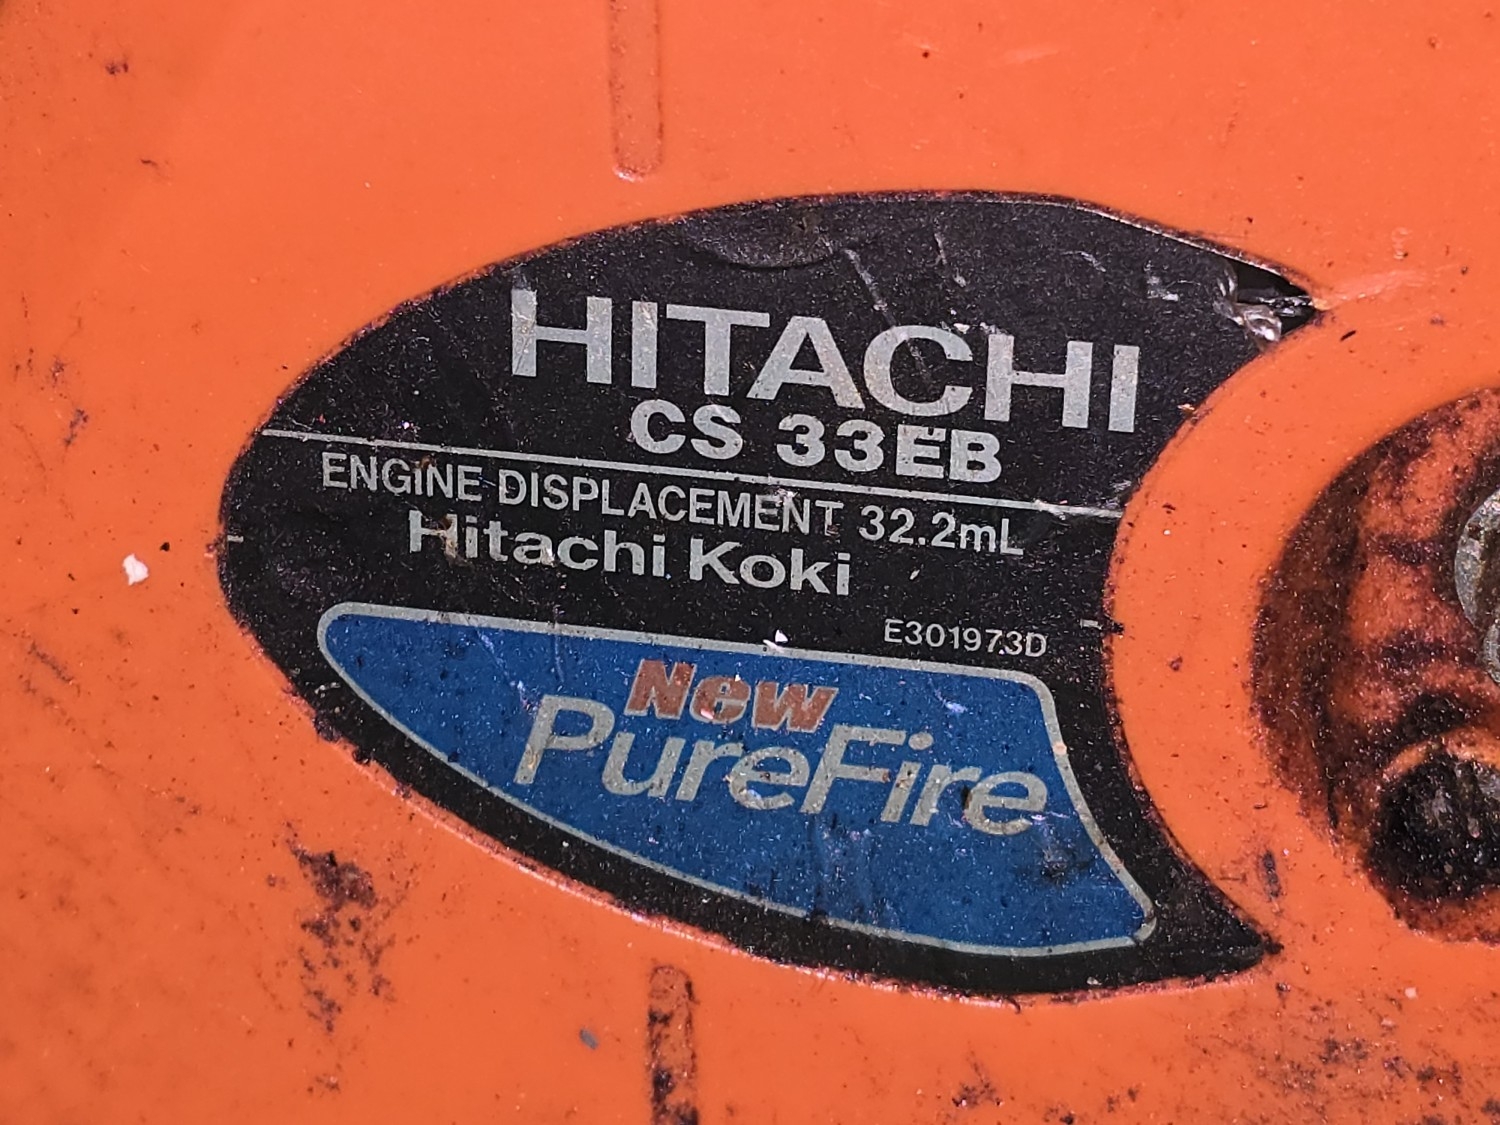 HITACHI
CS 33EB
ENGINE DISPLACEMENT 32.2mL
Hitachi Koki
E301973D
New
PureFire